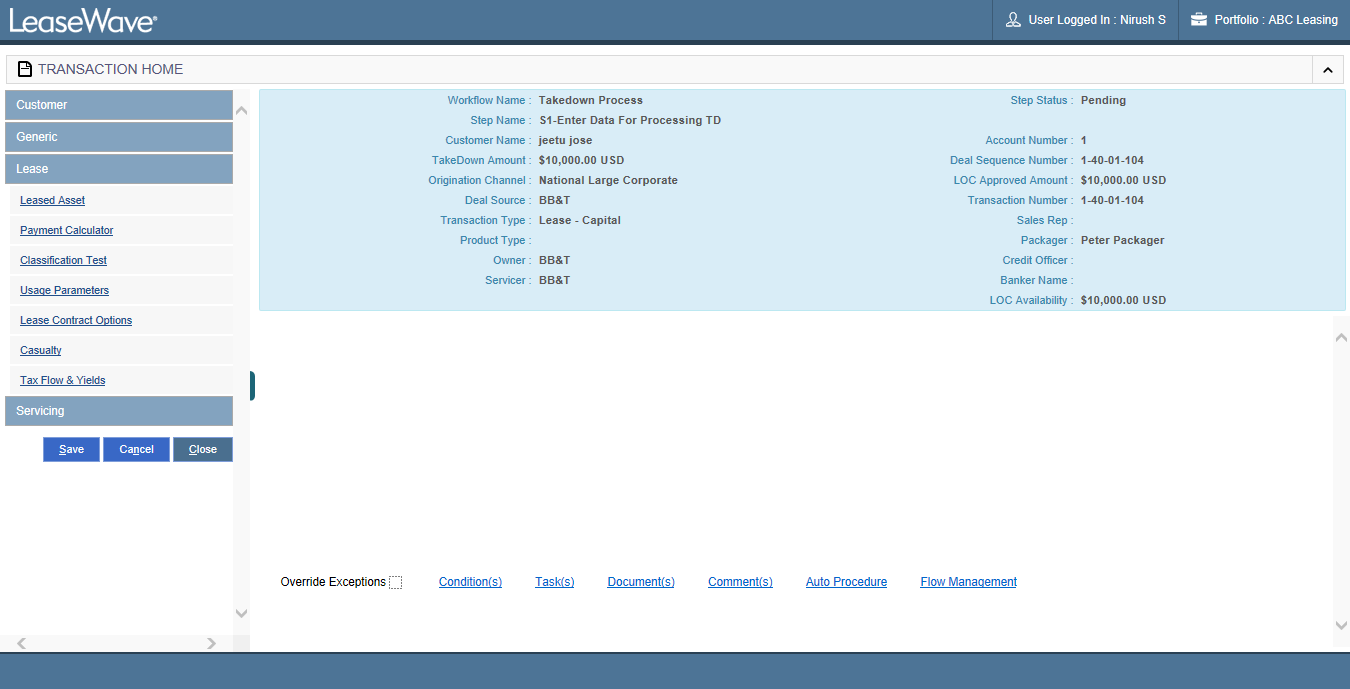 LeaseWave®
User Logged In : Nirush S
Portfolio : ABC Leasing
TRANSACTION HOME
Customer
Generic
Lease
Leased Asset
Payment Calculator
Classification Test
Usage Parameters
Lease Contract Options
Casualty
Tax Flow & Yields
Servicing
Save Cancel Close
Workflow Name : Takedown Process
Step Status : Pending
Step Name : S1-Enter Data For Processing TD
Customer Name : jeetu jose
Account Number : 1
TakeDown Amount : $10,000.00 USD
Deal Sequence Number : 1-40-01-104
Origination Channel : National Large Corporate
LOC Approved Amount : $10,000.00 USD
Deal Source : BB&T
Transaction Number : 1-40-01-104
Transaction Type : Lease - Capital
Sales Rep :
Product Type :
Packager : Peter Packager
Owner : BB&T
Credit Officer :
Servicer : BB&T
Banker Name :
LOC Availability : $10,000.00 USD
Override Exceptions Condition(s) Task(s) Document(s) Comment(s) Auto Procedure Flow Management